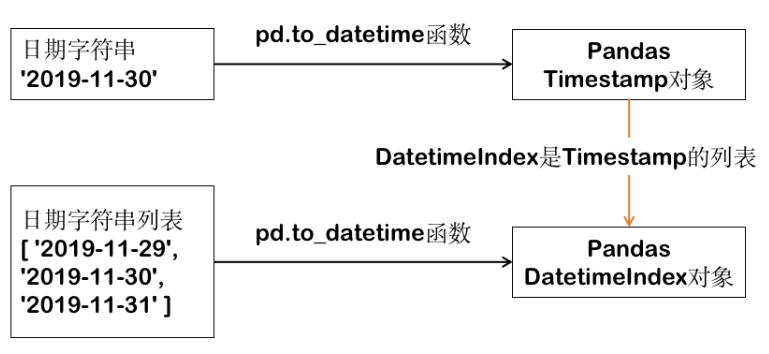 日期字符串
'2019-11-30'
pd.to_datetime函数
Pandas
Timestamp对象
DatetimeIndex是Timestamp的列表
日期字符串列表
[ '2019-11-29',
'2019-11-30',
'2019-11-31' ]
pd.to_datetime函数
Pandas
DatetimeIndex对象